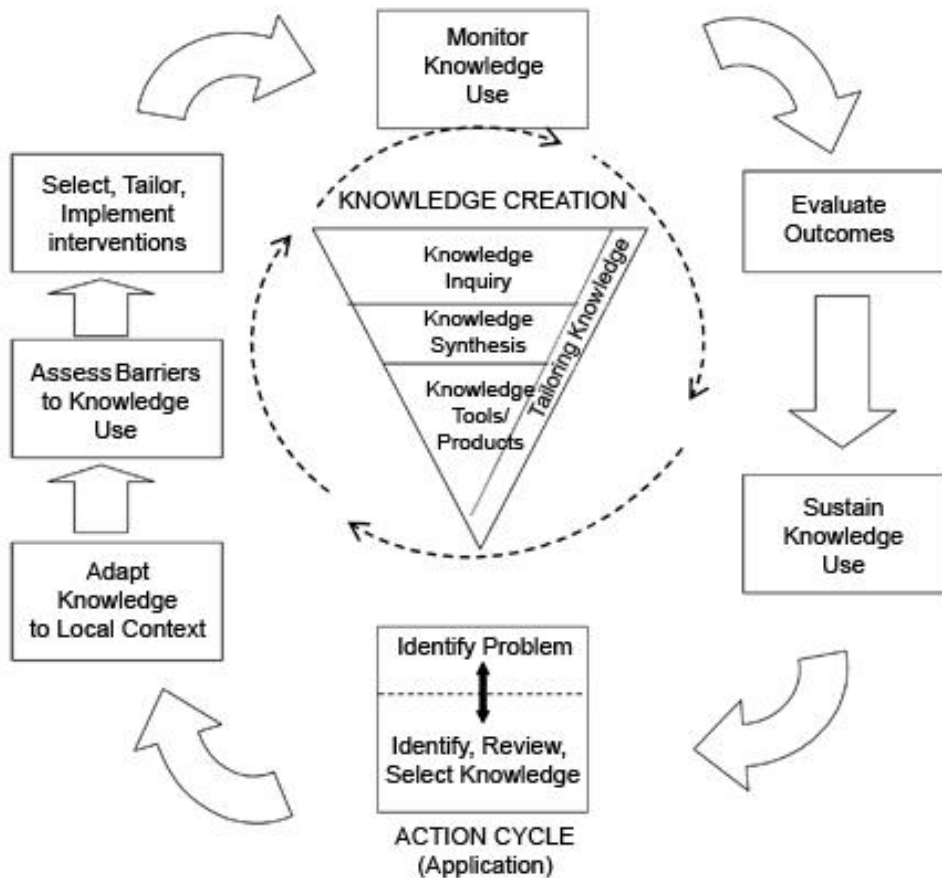 Monitor
Knowledge
Use
Select, Tailor,
Implement
interventions
Evaluate
Outcomes
KNOWLEDGE CREATION
Knowledge
Inquiry
Knowledge
Synthesis
Knowledge
Tools/
Products
Tailoring Knowledge
Assess Barriers
to Knowledge
Use
Sustain
Knowledge
Use
Adapt
Knowledge
to Local Context
Identify Problem
Identify, Review,
Select Knowledge
ACTION CYCLE
(Application)